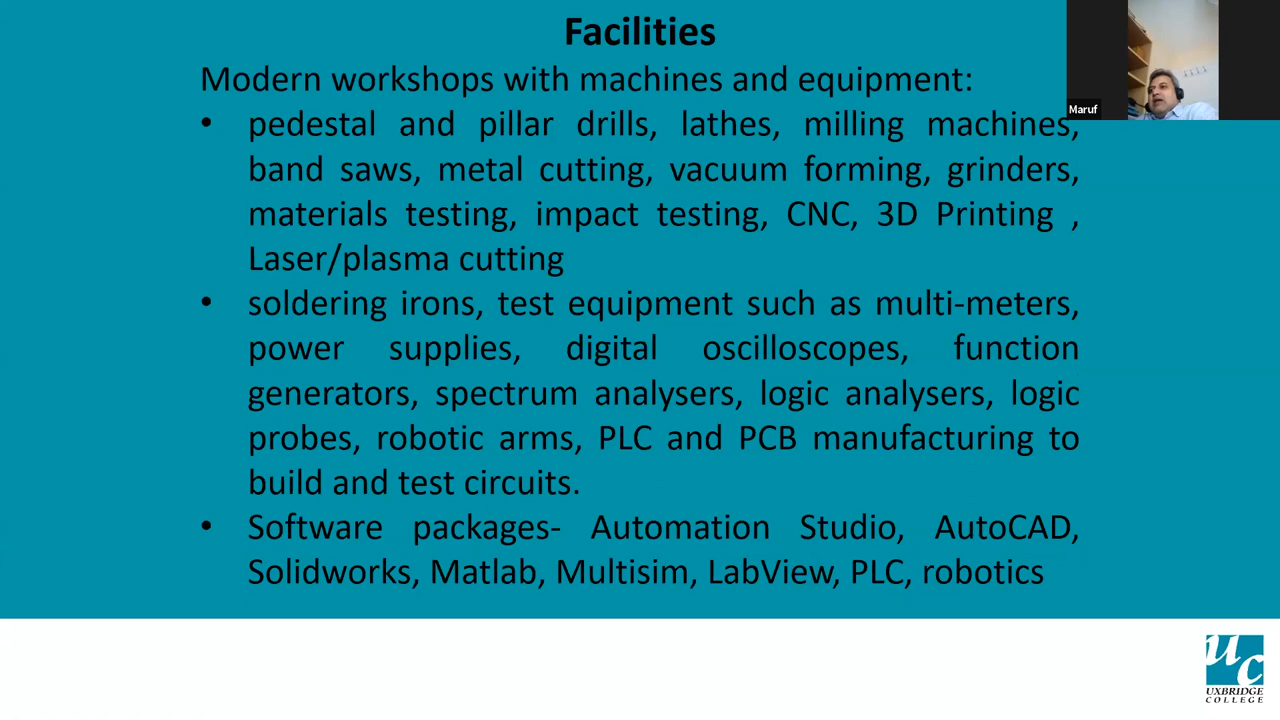 Facilities
Modern workshops with machines and equipment:
• pedestal and pillar drills, lathes, milling machines,
band saws, metal cutting, vacuum forming, grinders,
materials testing, impact testing, CNC, 3D Printing ,
Laser/plasma cutting
• soldering irons, test equipment such as multi-meters,
power supplies, digital oscilloscopes, function
generators, spectrum analysers, logic analysers, logic
probes, robotic arms, PLC and PCB manufacturing to
build and test circuits.
• Software packages- Automation Studio, AutoCAD,
Solidworks, Matlab, Multisim, LabView, PLC, robotics
Maruf
uc
UXBRIDGE
COLLEGE